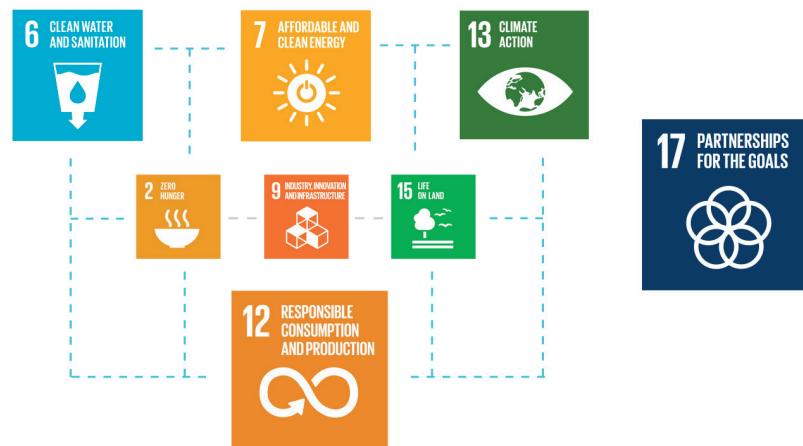 6 CLEAN WATER
AND SANITATION
7 AFFORDABLE AND
CLEAN ENERGY
13 CLIMATE
ACTION
17 PARTNERSHIPS
FOR THE GOALS
2 ZERO
HUNGER
9 INDUSTRY, INNOVATION
AND INFRASTRUCTURE
15 LIFE
ON LAND
12 RESPONSIBLE
CONSUMPTION
AND PRODUCTION